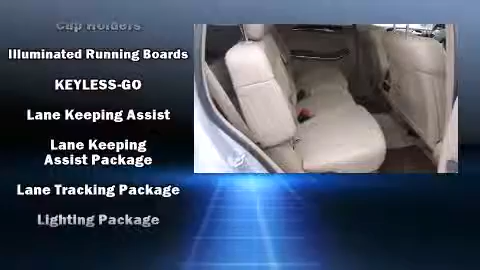 Cup Holders
Illuminated Running Boards
KEYLESS-GO
Lane Keeping Assist
Lane Keeping
Assist Package
Lane Tracking Package
Lighting Package